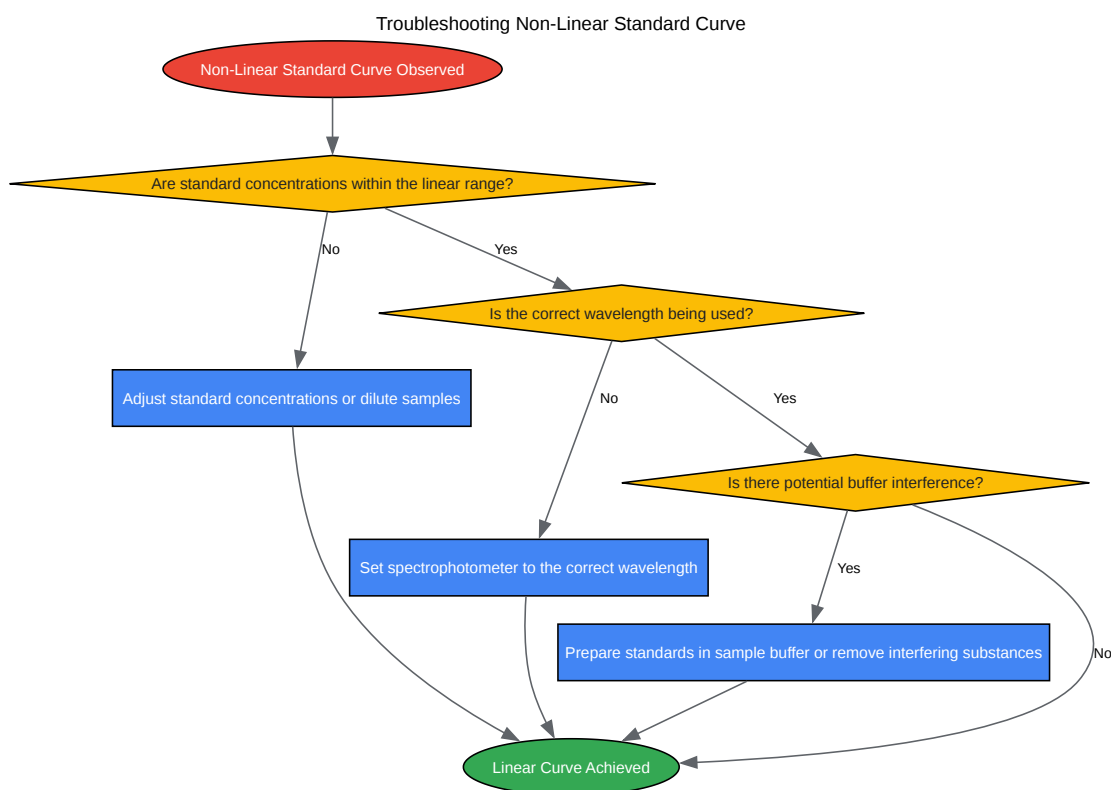 Troubleshooting Non-Linear Standard Curve
Non-Linear Standard Curve Observed
Are standard concentrations within the linear range?
No
Yes
Is the correct wavelength being used?
Adjust standard concentrations or dilute samples
No
Yes
Is there potential buffer interference?
Set spectrophotometer to the correct wavelength
Yes
Prepare standards in sample buffer or remove interfering substances
No
Linear Curve Achieved